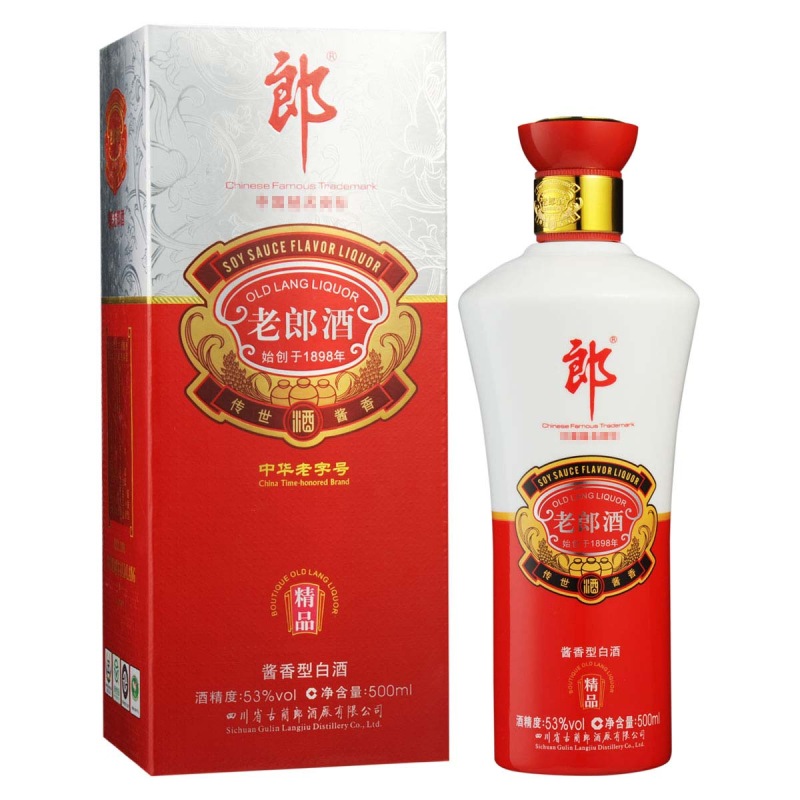 郎®
Chinese Famous Trademark
SOY SAUCE FLAVOR LIQUOR
OLD LANG LIQUOR
老郎酒
始创于1898年
传世 酒 酱香
中华老字号
China Time-honored Brand
BOUTIQUE OLD LANG LIQUOR
精品
酱香型白酒
酒精度:53%vol 净含量:500ml
四川省古蔺郎酒厂有限公司
Sichuan Gulin Langjiu Distillery Co., Ltd.
老郎酒
郎®
Chinese Famous Trademark
SOY SAUCE FLAVOR LIQUOR
OLD LANG LIQUOR
老郎酒
始创于1898年
传世 酒 酱香
酱香型白酒
BOUTIQUE OLD LANG LIQUOR
精品
酒精度:53%vol 净含量:500ml
四川省古蔺郎酒厂有限公司
Sichuan Gulin Langjiu Distillery Co., Ltd.